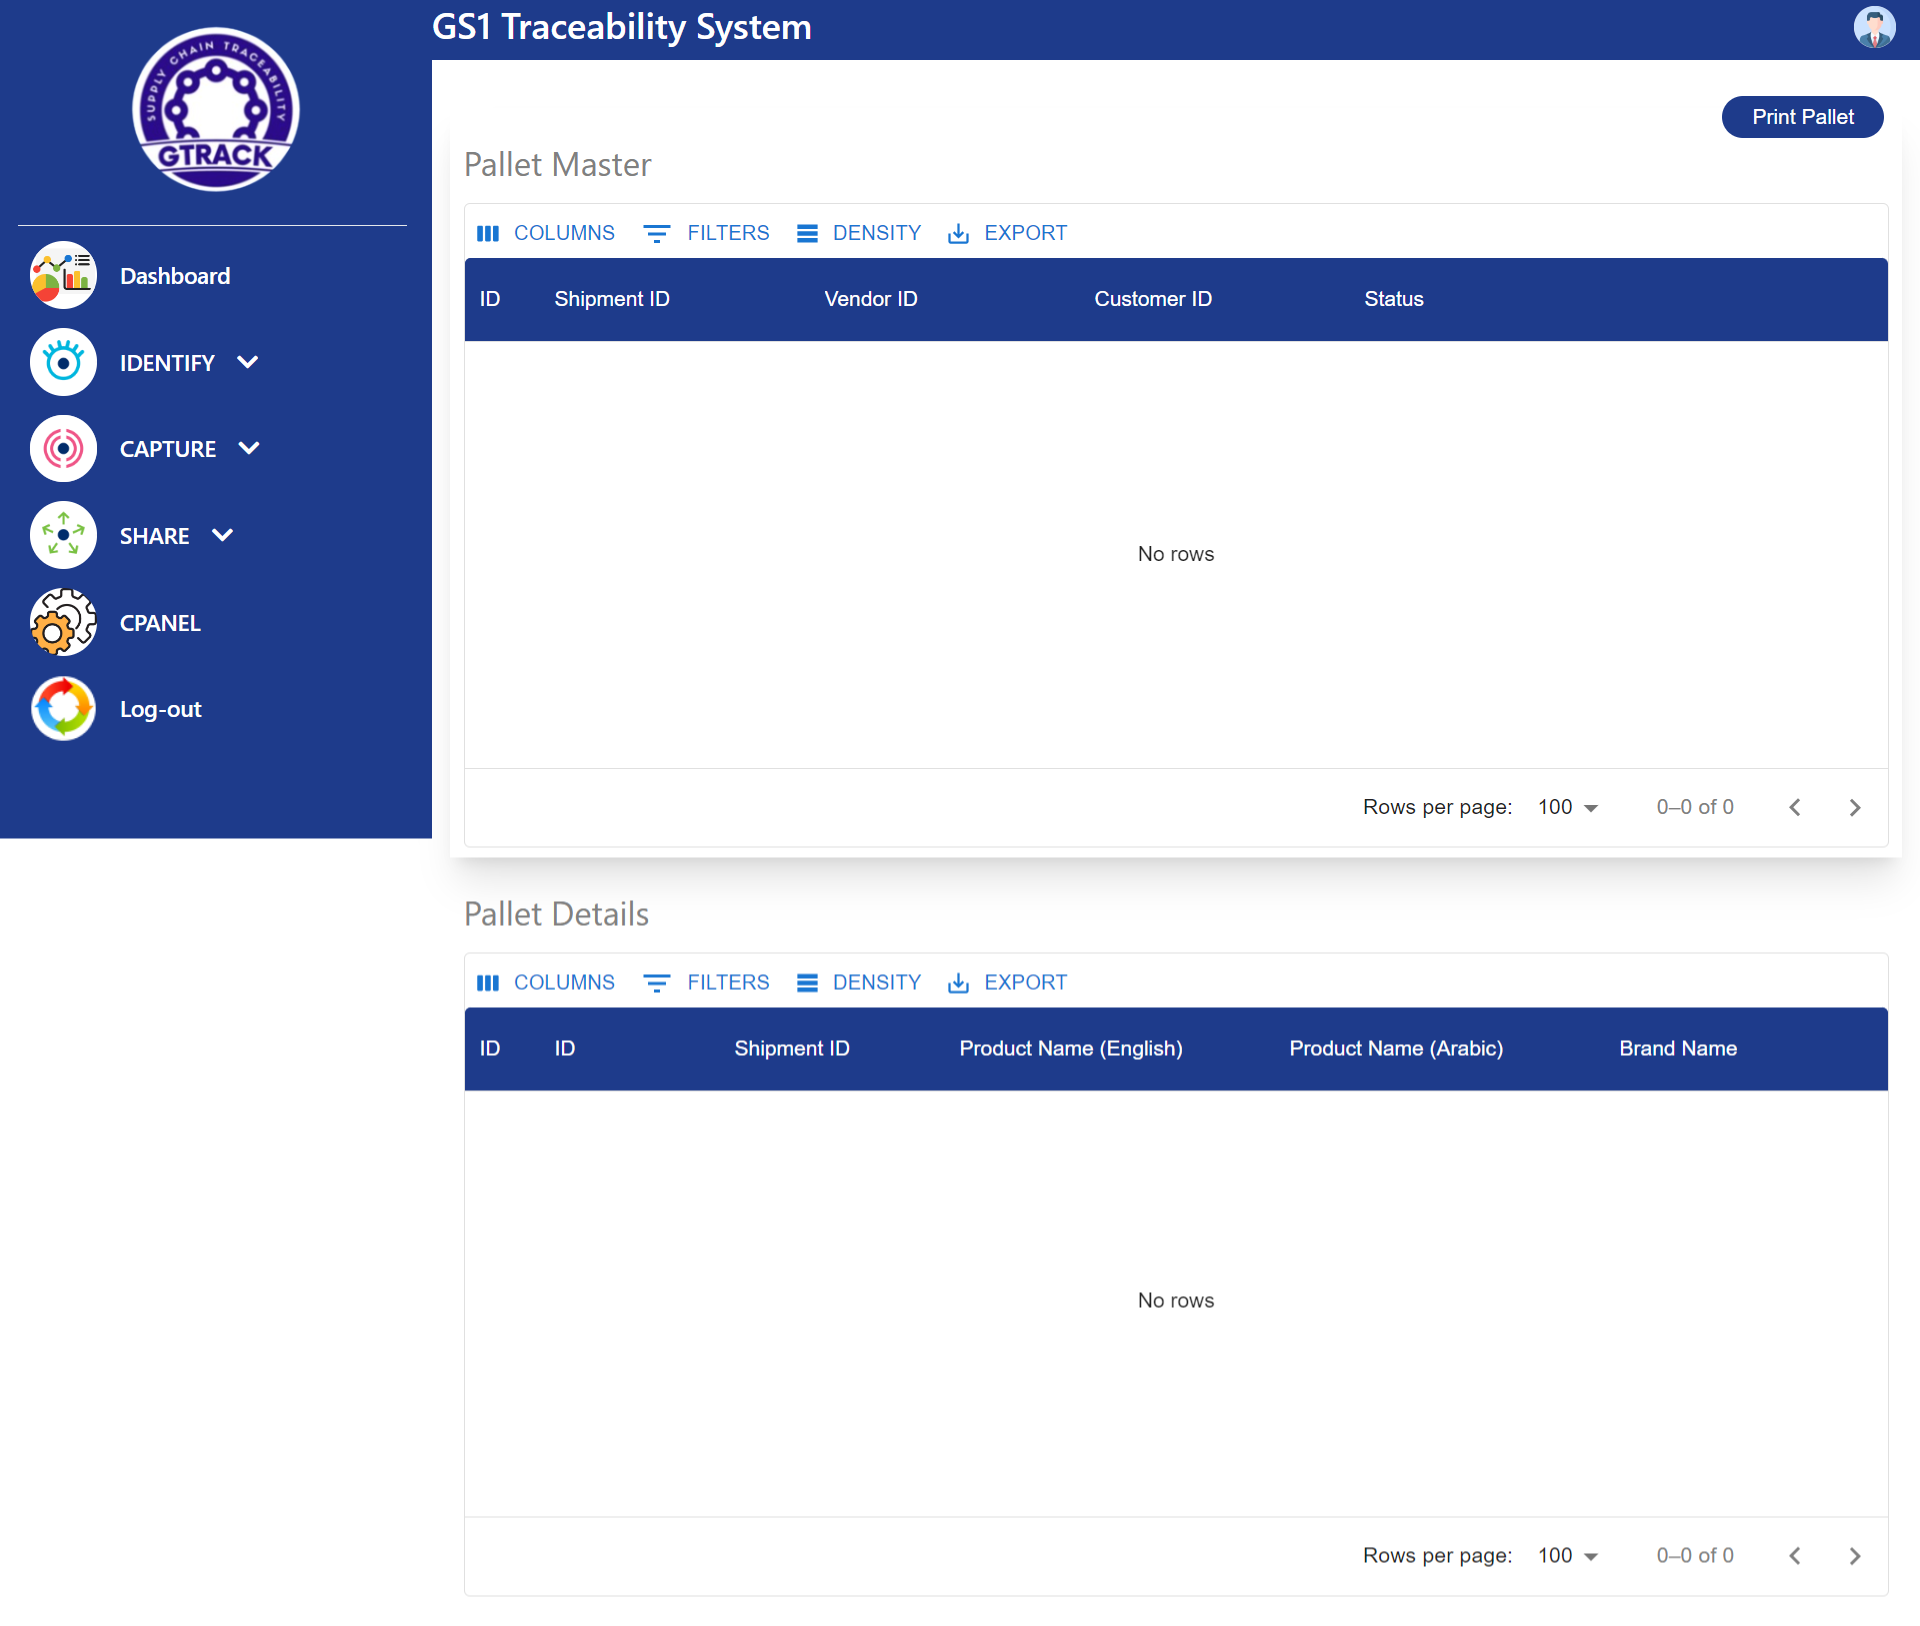 GS1 Traceability System
SUPPLY CHAIN TRACEABILITY
GTRACK
Dashboard
IDENTIFY
CAPTURE
SHARE
CPANEL
Log-out
Print Pallet
Pallet Master
COLUMNS FILTERS DENSITY EXPORT
ID Shipment ID Vendor ID Customer ID Status
No rows
Rows per page: 100 0–0 of 0
Pallet Details
COLUMNS FILTERS DENSITY EXPORT
ID ID Shipment ID Product Name (English) Product Name (Arabic) Brand Name
No rows
Rows per page: 100 0–0 of 0